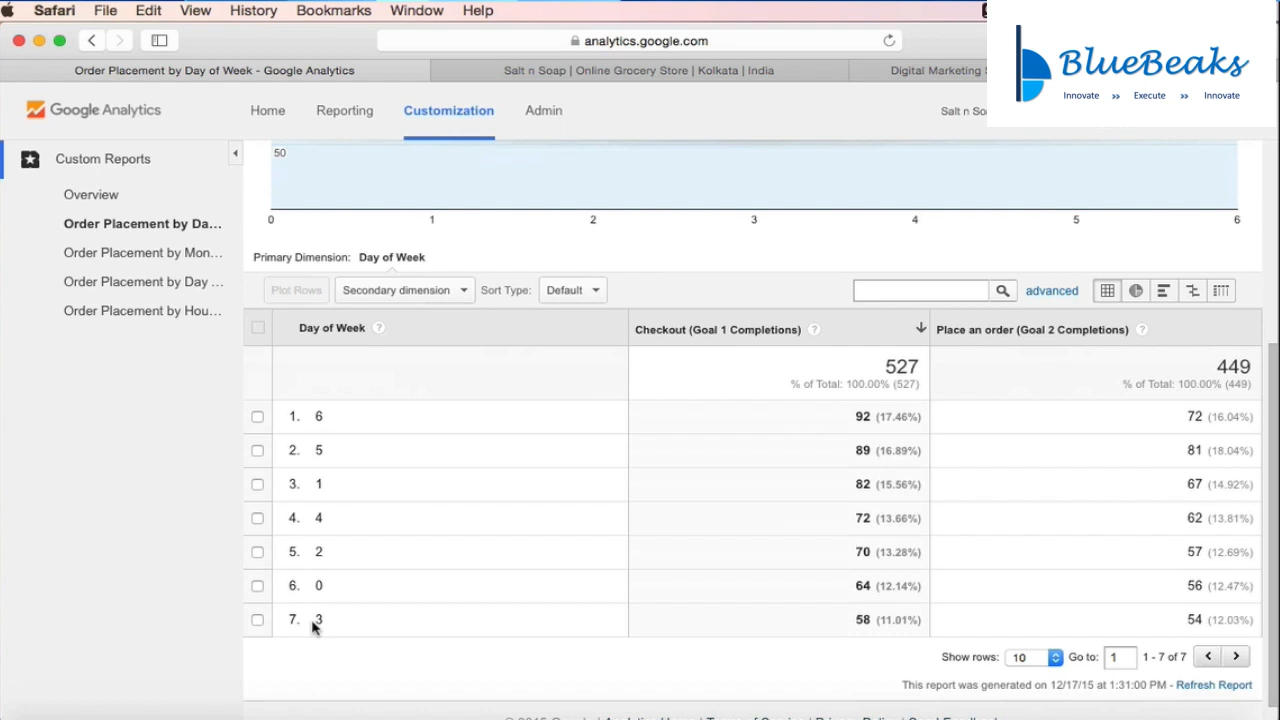 Safari File Edit View History Bookmarks Window Help
analytics.google.com
Order Placement by Day of Week - Google Analytics
Salt n Soap | Online Grocery Store | Kolkata | India
Digital Marketing
BlueBeaks
Innovate » Execute » Innovate
Google Analytics
Home Reporting Customization Admin
Salt n
Custom Reports
Overview
Order Placement by Da...
Order Placement by Mon...
Order Placement by Day ...
Order Placement by Hou...
50
0 1 2 3 4 5 6
Primary Dimension: Day of Week
Plot Rows Secondary dimension Sort Type: Default advanced
Day of Week ? Checkout (Goal 1 Completions) ? Place an order (Goal 2 Completions) ?
527 449
% of Total: 100.00% (527) % of Total: 100.00% (449)
1. 6 92 (17.46%) 72 (16.04%)
2. 5 89 (16.89%) 81 (18.04%)
3. 1 82 (15.56%) 67 (14.92%)
4. 4 72 (13.66%) 62 (13.81%)
5. 2 70 (13.28%) 57 (12.69%)
6. 0 64 (12.14%) 56 (12.47%)
7. 3 58 (11.01%) 54 (12.03%)
Show rows: 10 Go to: 1 1 - 7 of 7
This report was generated on 12/17/15 at 1:31:00 PM - Refresh Report